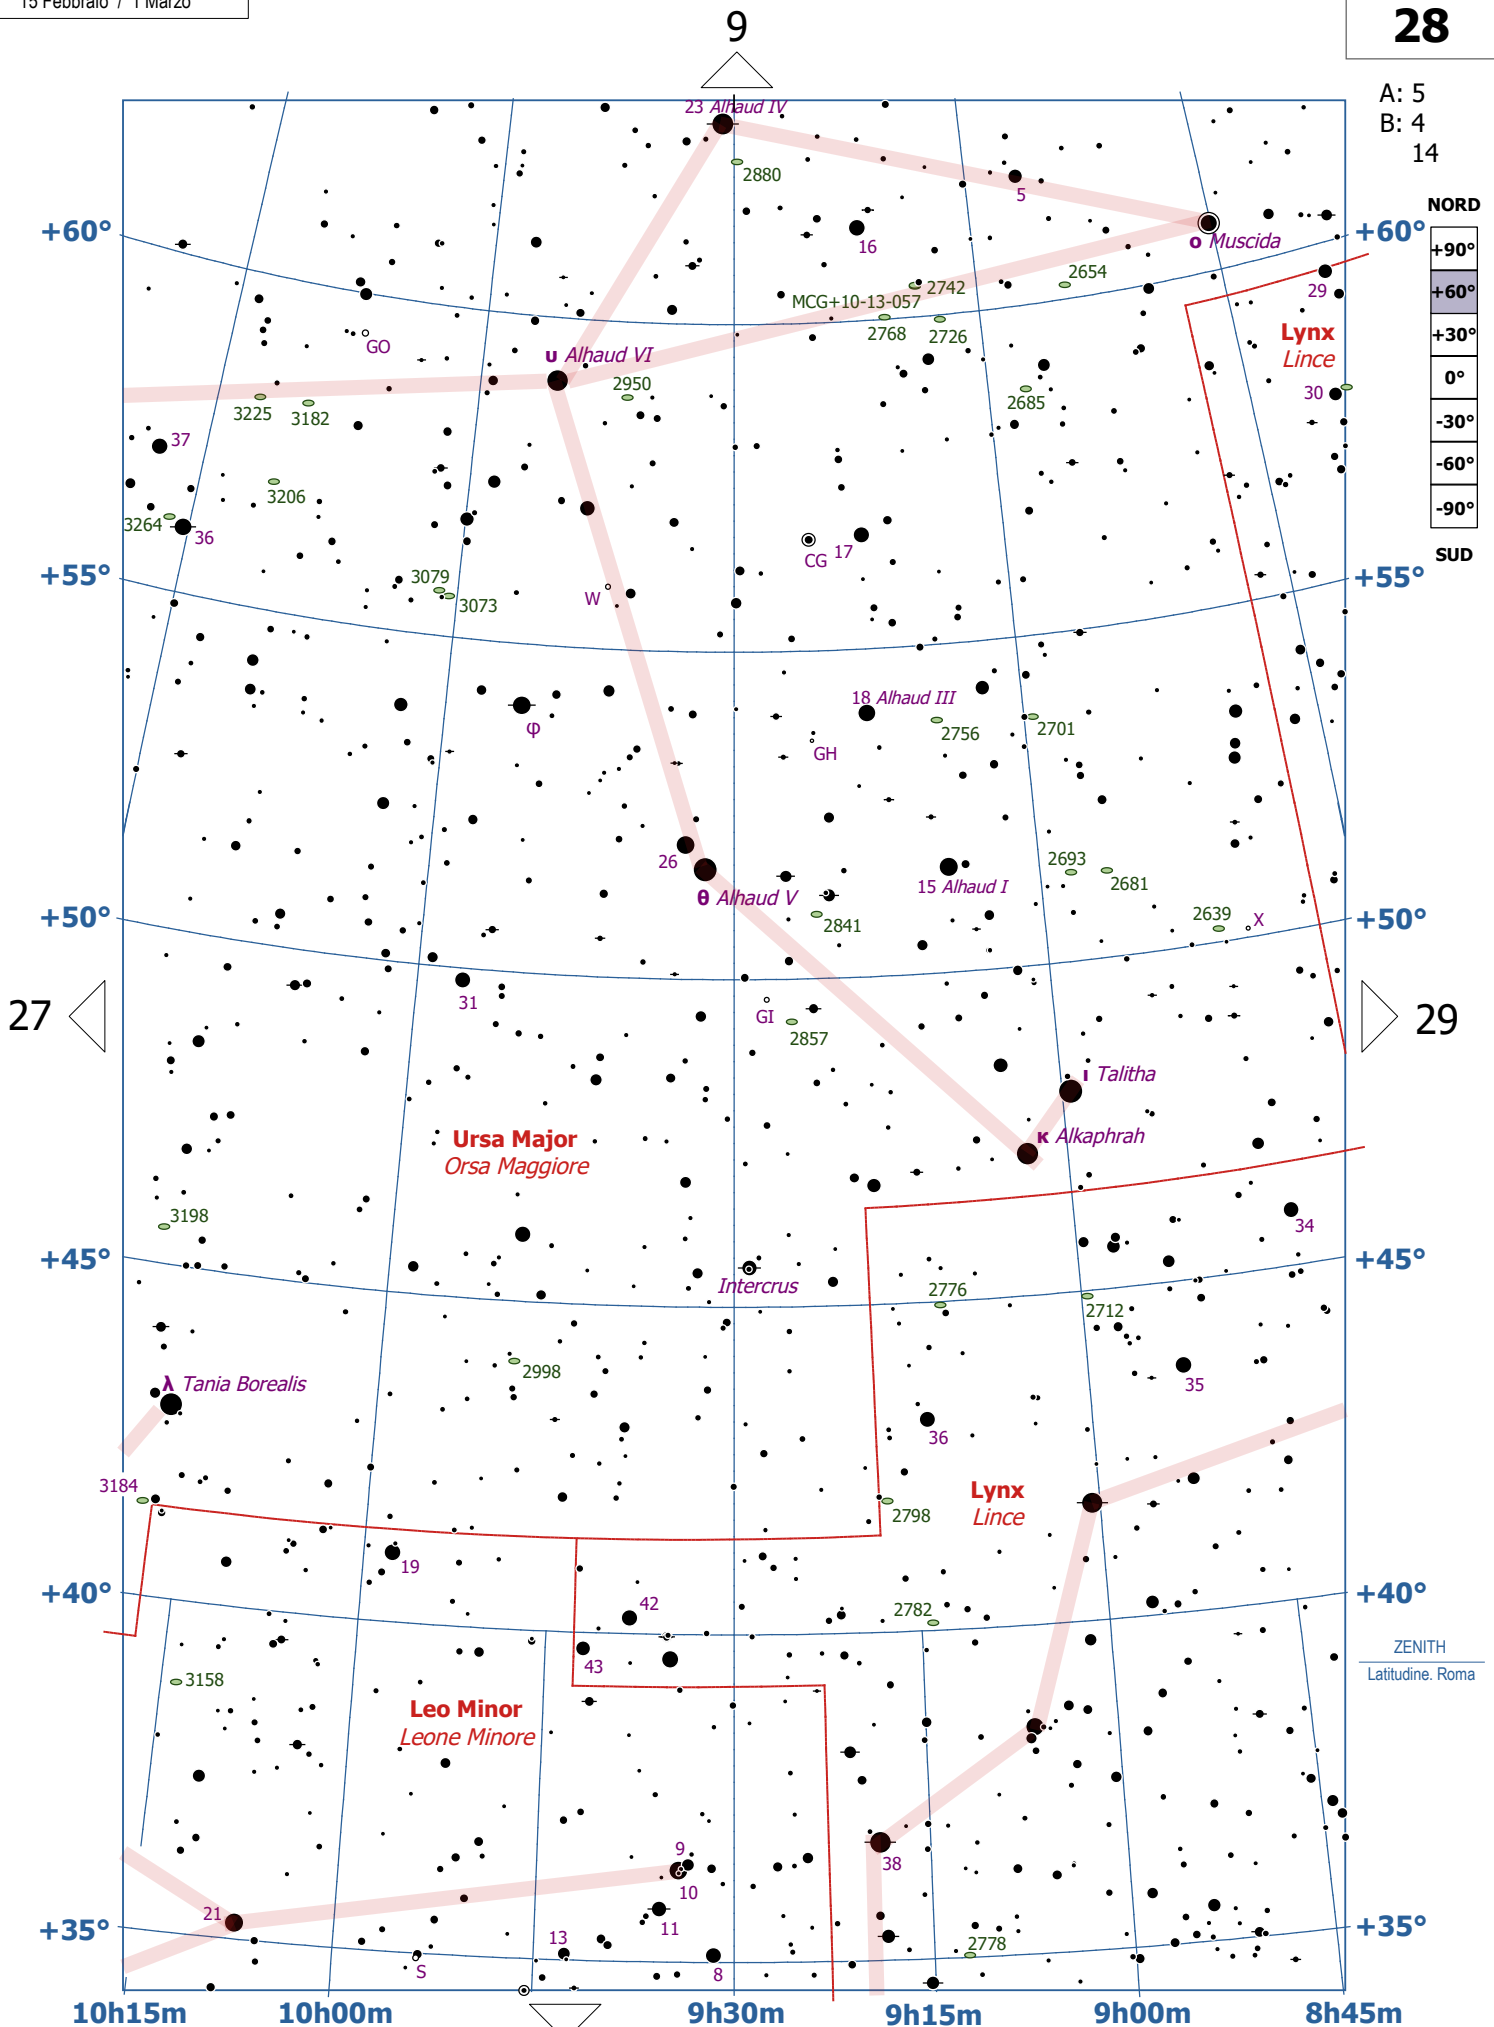 15 Febbraio / 1 Marzo
28
9
A: 5
B: 4
14
23 Alhaud IV
2880
5
NORD
+60°
16
ο Muscida
+60°
+90°
2654
2742
29
+60°
MCG+10-13-057
2768
2726
Lynx
Lince
+30°
GO
υ Alhaud VI
0°
2950
2685
30
3225
3182
-30°
37
-60°
3206
-90°
3264
36
CG
17
SUD
+55°
3079
+55°
W
3073
18 Alhaud III
φ
2756
2701
GH
26
2693
15 Alhaud I
2681
θ Alhaud V
+50°
2841
2639
X
+50°
31
27
GI
29
2857
ι Talitha
Ursa Major
Orsa Maggiore
κ Alkaphrah
3198
34
+45°
Intercrus
+45°
2776
2712
2998
λ Tania Borealis
35
36
3184
Lynx
Lince
2798
19
+40°
42
2782
+40°
43
ZENITH
Latitudine. Roma
3158
Leo Minor
Leone Minore
9
38
10
21
11
+35°
13
2778
+35°
S
8
10h15m
10h00m
9h30m
9h15m
9h00m
8h45m